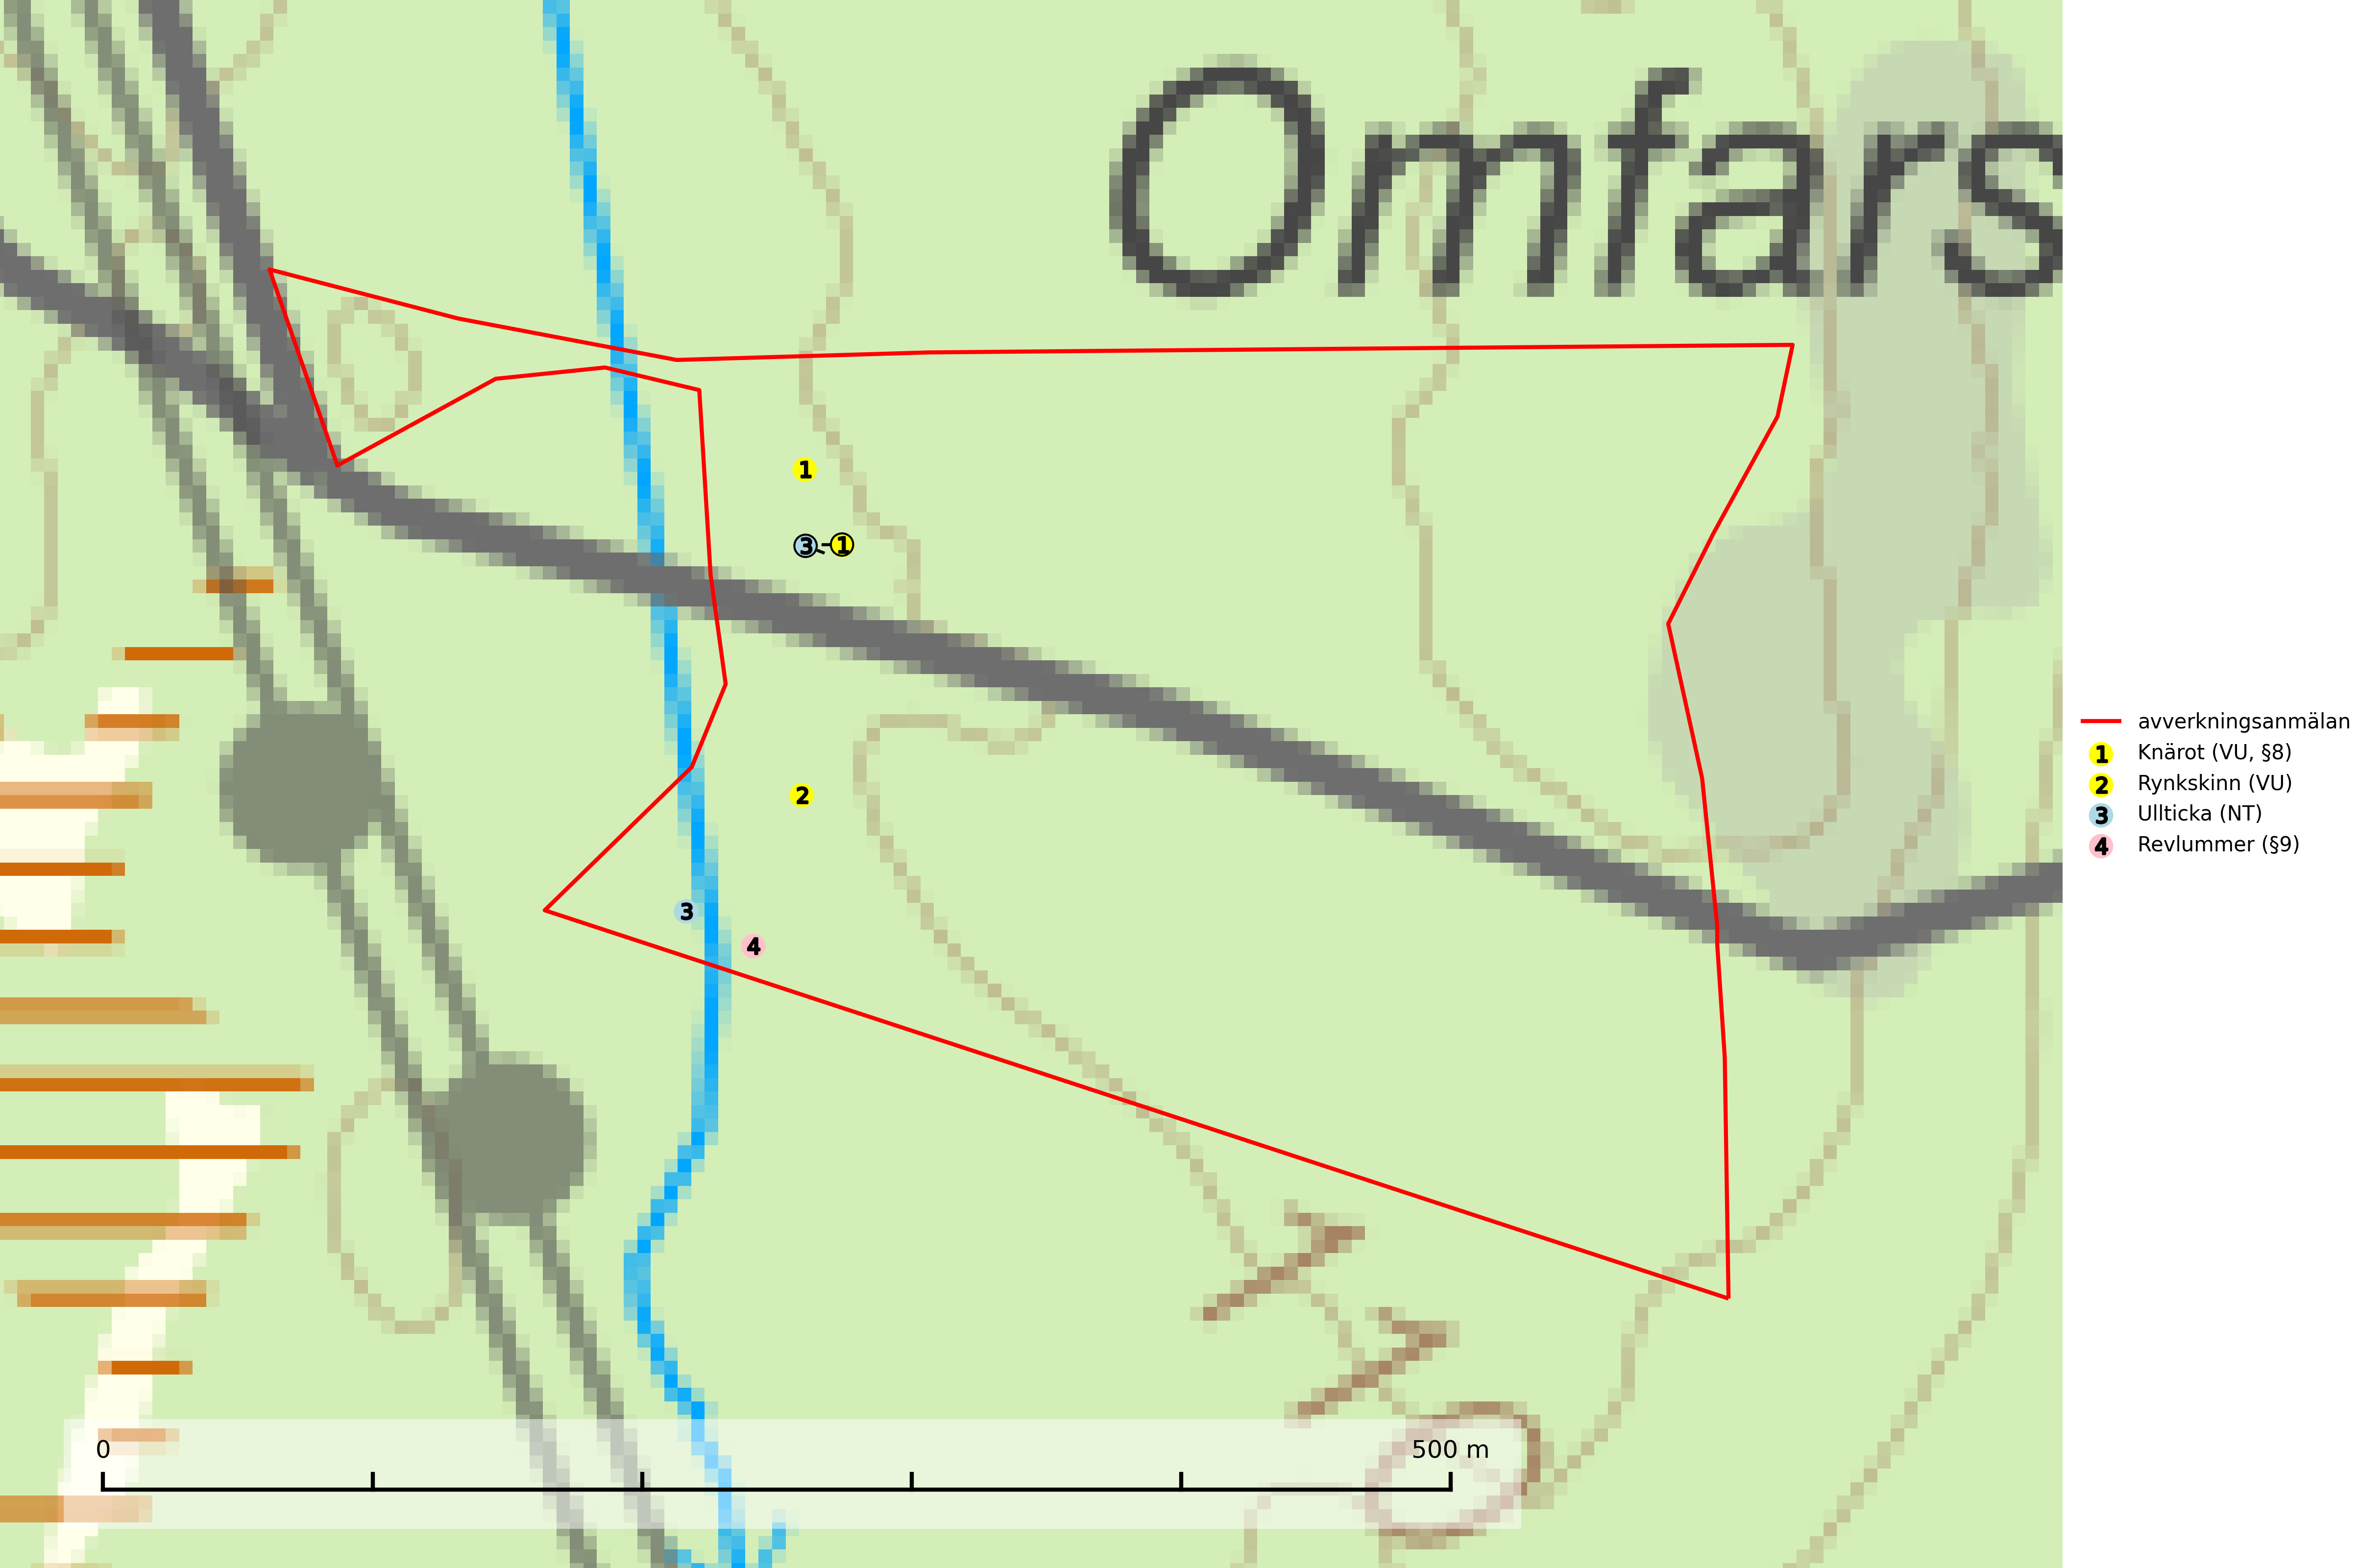 Omfars
1
3 1
2
3
4
0 500 m
avverkningsanmälan
1 Knärot (VU, §8)
2 Rynkskinn (VU)
3 Ullticka (NT)
4 Revlummer (§9)